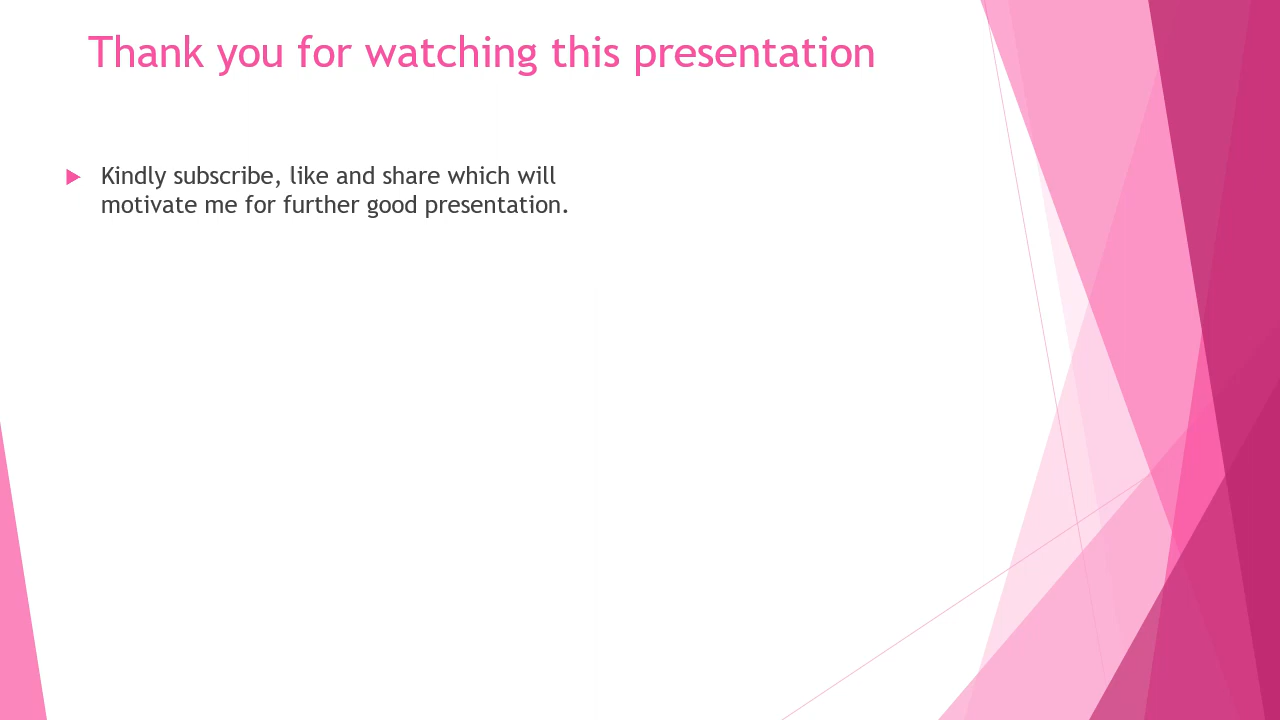 Thank you for watching this presentation
Kindly subscribe, like and share which will
motivate me for further good presentation.